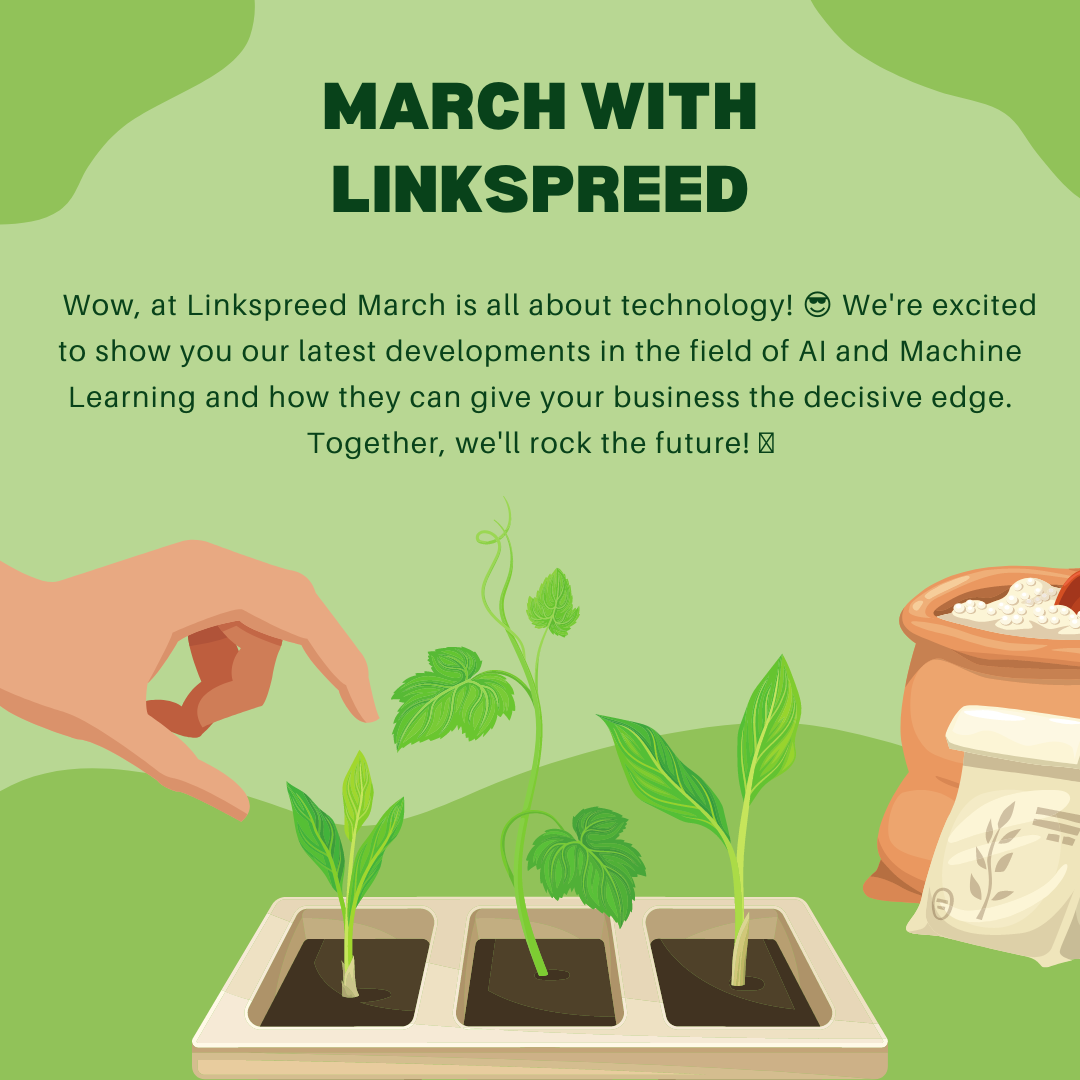 MARCH WITH
LINKSPREED
Wow, at Linkspreed March is all about technology! 😎 We're excited
to show you our latest developments in the field of AI and Machine
Learning and how they can give your business the decisive edge.
Together, we'll rock the future!